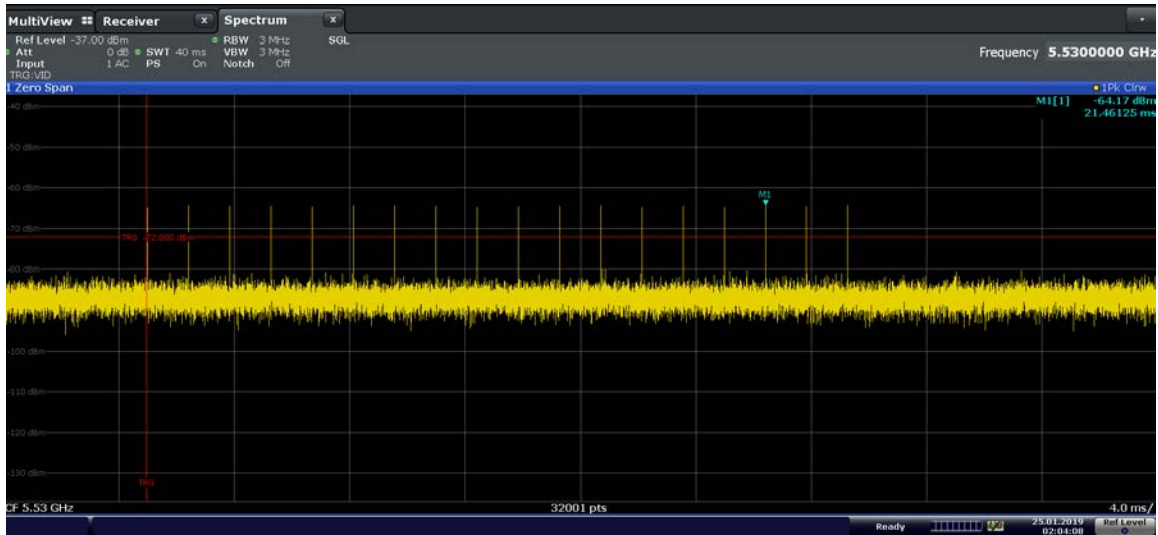 MultiView Receiver X Spectrum X
Ref Level -37.00 dBm RBW 3 MHz SGL
Att 0 dB SWT 40 ms VBW 3 MHz Frequency 5.5300000 GHz
Input 1 AC PS On Notch Off
TRG:VID
1 Zero Span 1Pk Clrw
M1[1] -64.17 dBm
21.46125 ms
-40 dBm
-50 dBm
-60 dBm
M1
-70 dBm
TRG -72.000 dBm
-80 dBm
-100 dBm
-110 dBm
-120 dBm
-130 dBm
TRG
CF 5.53 GHz 32001 pts 4.0 ms/
Ready 25.01.2019 Ref Level
02:04:08